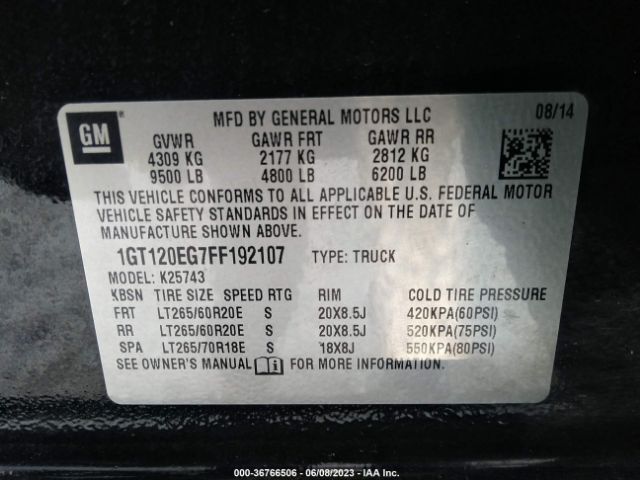 GM
MFD BY GENERAL MOTORS LLC 08/14
GVWR GAWR FRT GAWR RR
4309 KG 2177 KG 2812 KG
9500 LB 4800 LB 6200 LB
THIS VEHICLE CONFORMS TO ALL APPLICABLE U.S. FEDERAL MOTOR
VEHICLE SAFETY STANDARDS IN EFFECT ON THE DATE OF
MANUFACTURE SHOWN ABOVE.
1GT120EG7FF192107 TYPE: TRUCK
MODEL: K25743
KBSN TIRE SIZE SPEED RTG RIM COLD TIRE PRESSURE
FRT LT265/60R20E S 20X8.5J 420KPA(60PSI)
RR LT265/60R20E S 20X8.5J 520KPA(75PSI)
SPA LT265/70R18E S 18X8J 550KPA(80PSI)
SEE OWNER'S MANUAL FOR MORE INFORMATION.
000-36766506 - 06/08/2023 - IAA Inc.